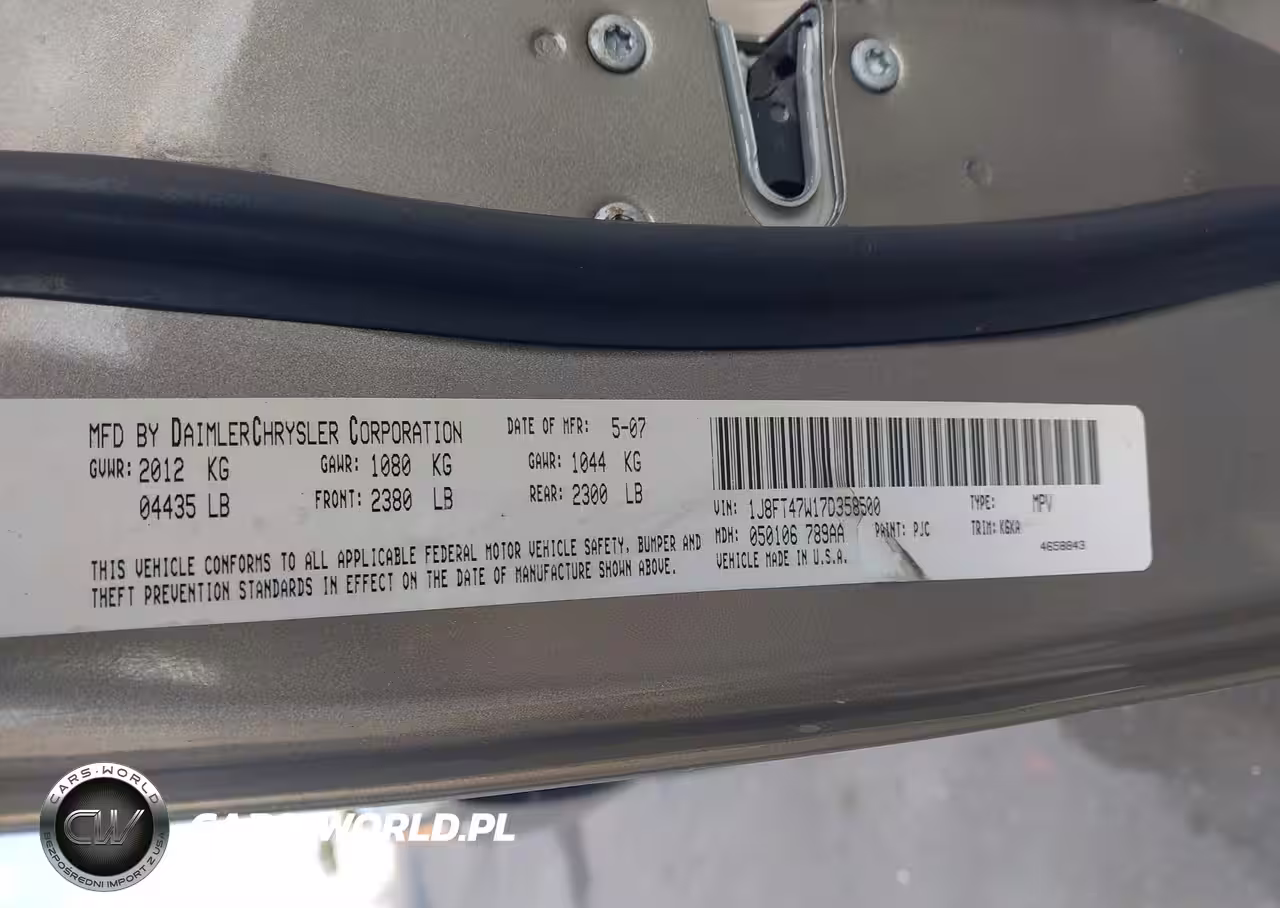 MFD BY DAIMLERCHRYSLER CORPORATION
DATE OF MFR: 5-07
GVWR: 2012 KG
GAWR: 1080 KG
GAWR: 1044 KG
04435 LB
FRONT: 2380 LB
REAR: 2300 LB
THIS VEHICLE CONFORMS TO ALL APPLICABLE FEDERAL MOTOR VEHICLE SAFETY, BUMPER AND
THEFT PREVENTION STANDARDS IN EFFECT ON THE DATE OF MANUFACTURE SHOWN ABOVE.
VIN: 1J8FT47W17D358500
TYPE: MPV
MDH: 050106 789AA
PAINT: PJC
TRIM: K6KA
4658843
VEHICLE MADE IN U.S.A.
CARS-WORLD
CW
BEZPOŚREDNI IMPORT Z USA
CARS-WORLD.PL